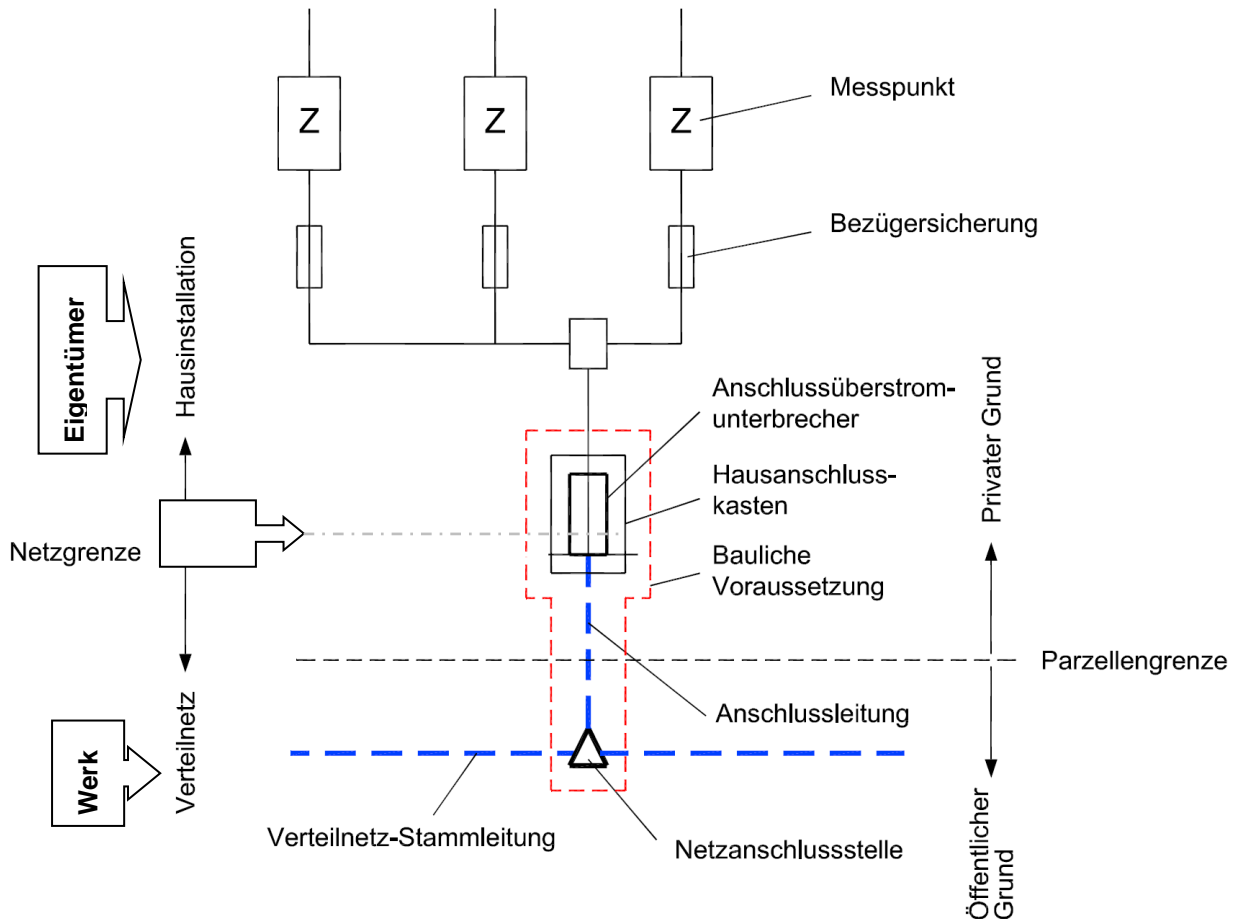 Z
Z
Z
Messpunkt
Bezügersicherung
Eigentümer
Hausinstallation
Anschlussüberstrom-
unterbrecher
Hausanschluss-
kasten
Privater Grund
Netzgrenze
Bauliche
Voraussetzung
Parzellengrenze
Anschlussleitung
Werk
Verteilnetz
Verteilnetz-Stammleitung
Netzanschlussstelle
Öffentlicher
Grund